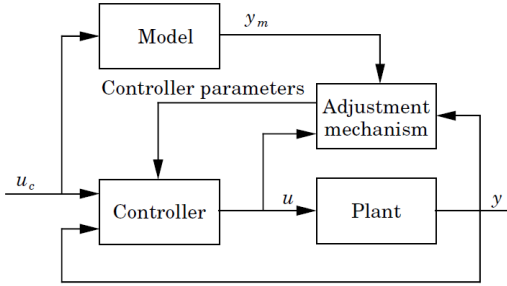 Model
y_m
Controller parameters
Adjustment
mechanism
u_c
Controller
u
Plant
y